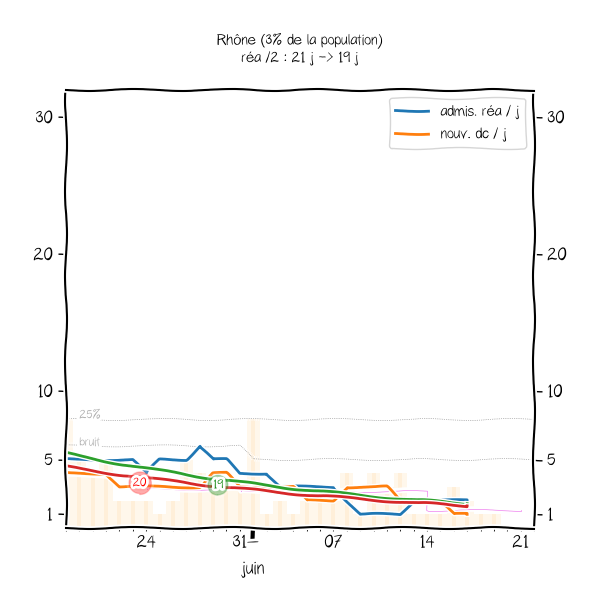 Rhône (3% de la population)
réa /2 : 21 j -> 19 j
admis. réa / j
nouv. dc / j
30 30
20 20
10 10
25%
bruit
5 5
20 19
1 1
24 31 07 14 21
juin